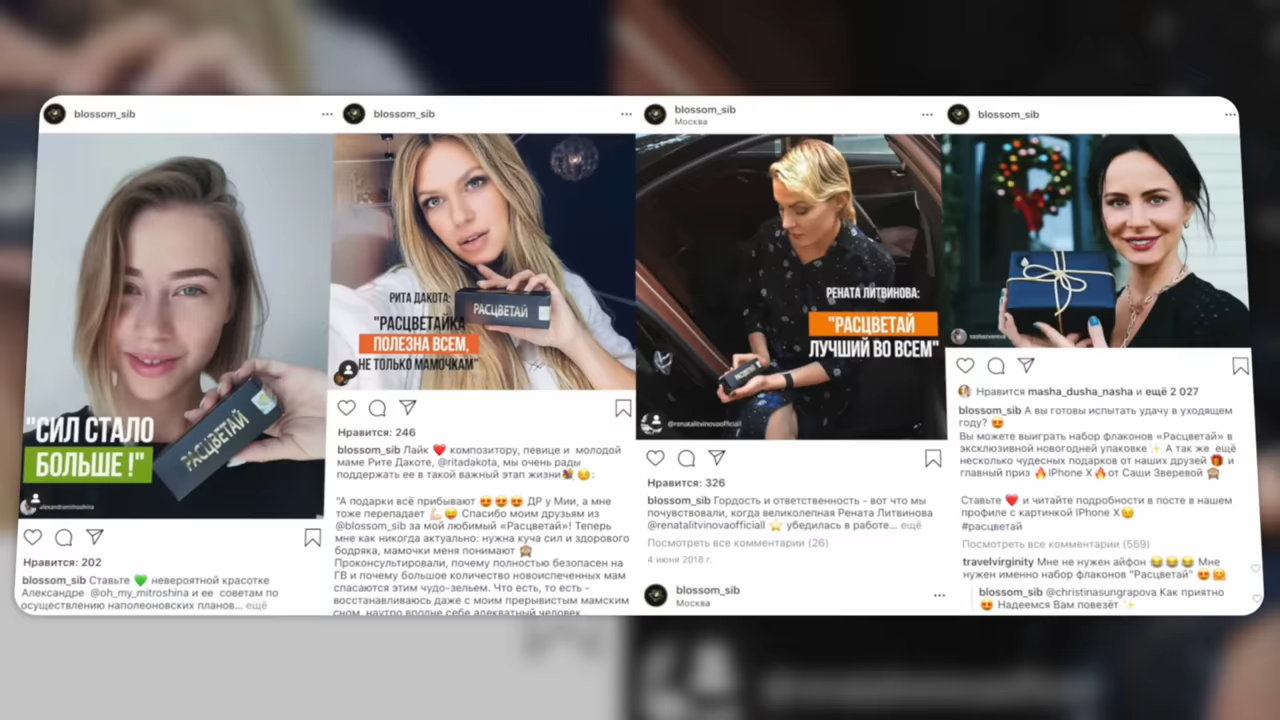 blossom_sib
РАСЦВЕТАЙ
"СИЛ СТАЛО
БОЛЬШЕ !"
Нравится: 202
blossom_sib Ставьте 💚 невероятной красотке
Александре @oh_my_mitroshina и ее советам по
осуществлению наполеоновских планов... ещё
blossom_sib
РАСЦВЕТАЙ
РИТА ДАКОТА:
"РАСЦВЕТАЙКА
ПОЛЕЗНА ВСЕМ,
НЕ ТОЛЬКО МАМОЧКАМ"
Нравится: 246
blossom_sib Лайк ❤️ композитору, певице и молодой
маме Рите Дакоте, @ritadakota, мы очень рады
поддержать ее в такой важный этап жизни🎉😌:
"А подарки всё прибывают 😍😍😍 ДР у Мии, а мне
тоже перепадает 💪🏻😄 Спасибо моим друзьям из
@blossom_sib за мой любимый «Расцветай»! Теперь
мне как никогда актуально: нужна куча сил и здорового
бодряка, мамочки меня понимают 🙈
Проконсультировали, почему полностью безопасен на
ГВ и почему большое количество новоиспеченных мам
спасаются этим чудо-зельем. Что есть, то есть -
восстанавливаюсь даже с моим прерывистым мамским
сном, наутро вполне себе адекватный человек
blossom_sib
Москва
РЕНАТА ЛИТВИНОВА:
"РАСЦВЕТАЙ
ЛУЧШИЙ ВО ВСЕМ"
@renatalitvinovaofficiall
Нравится: 326
blossom_sib Гордость и ответственность - вот что мы
почувствовали, когда великолепная Рената Литвинова
@renatalitvinovaofficiall ⭐ убедилась в работе... ещё
Посмотреть все комментарии (26)
4 июня 2018 г.
blossom_sib
Москва
blossom_sib
Нравится masha_dusha_nasha и ещё 2 027
blossom_sib А вы готовы испытать удачу в уходящем
году? 😍
Вы можете выиграть набор флаконов «Расцветай» в
эксклюзивной новогодней упаковке✨ А так же ещё
несколько чудесных подарков от наших друзей 🎁 и
главный приз 🔥IPhone X🔥от Саши Зверевой 🙈
Ставьте ❤️ и читайте подробности в посте в нашем
профиле с картинкой IPhone X😉
#расцветай
Посмотреть все комментарии (559)
travelvirginity Мне не нужен айфон 😂😂😂 Мне
нужен именно набор флаконов "Расцветай" 😍😊
blossom_sib @christinasungrapova Как приятно
😍 Надеемся Вам повезёт ✨